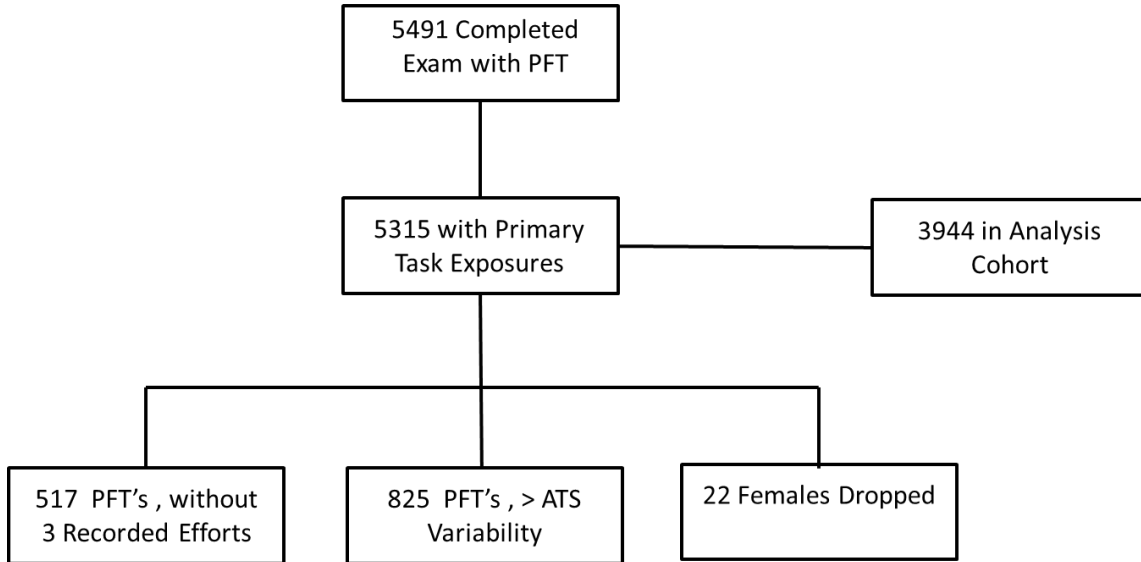 5491 Completed
Exam with PFT
5315 with Primary
Task Exposures
3944 in Analysis
Cohort
517 PFT's , without
3 Recorded Efforts
825 PFT's , > ATS
Variability
22 Females Dropped